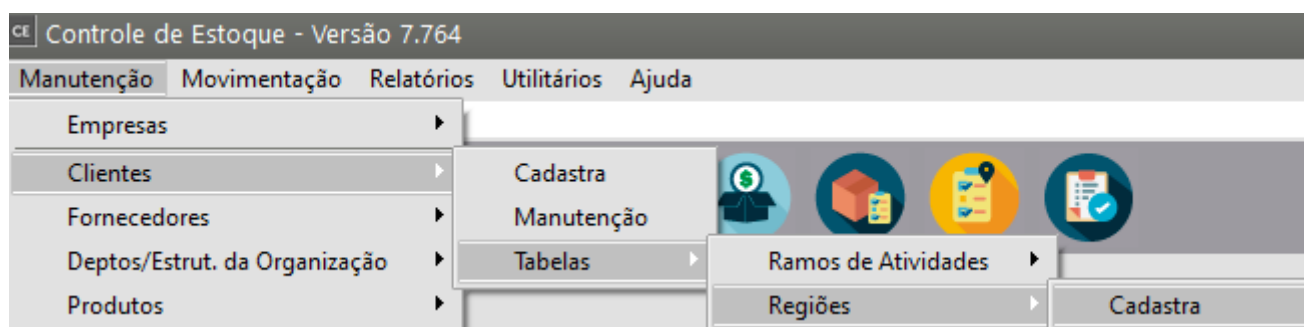 CE Controle de Estoque - Versão 7.764
Manutenção Movimentação Relatórios Utilitários Ajuda
Empresas
Clientes Cadastra
Fornecedores Manutenção
Deptos/Estrut. da Organização Tabelas Ramos de Atividades
Produtos Regiões Cadastra